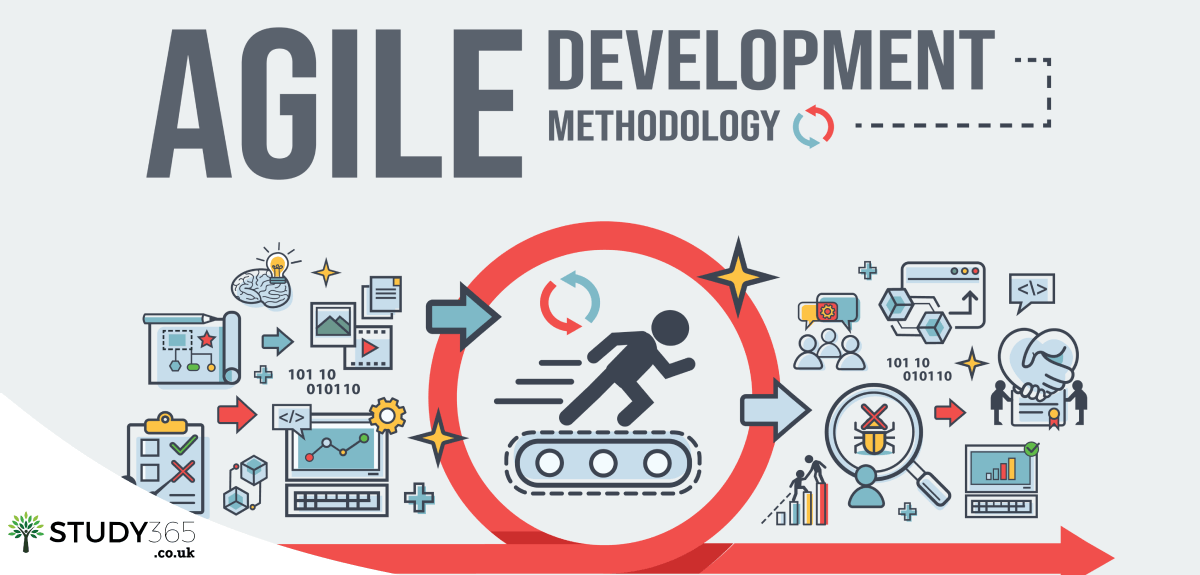 AGILE
DEVELOPMENT
METHODOLOGY
</>
101 10
010110
</>
101 10
010110
STUDY365
.co.uk